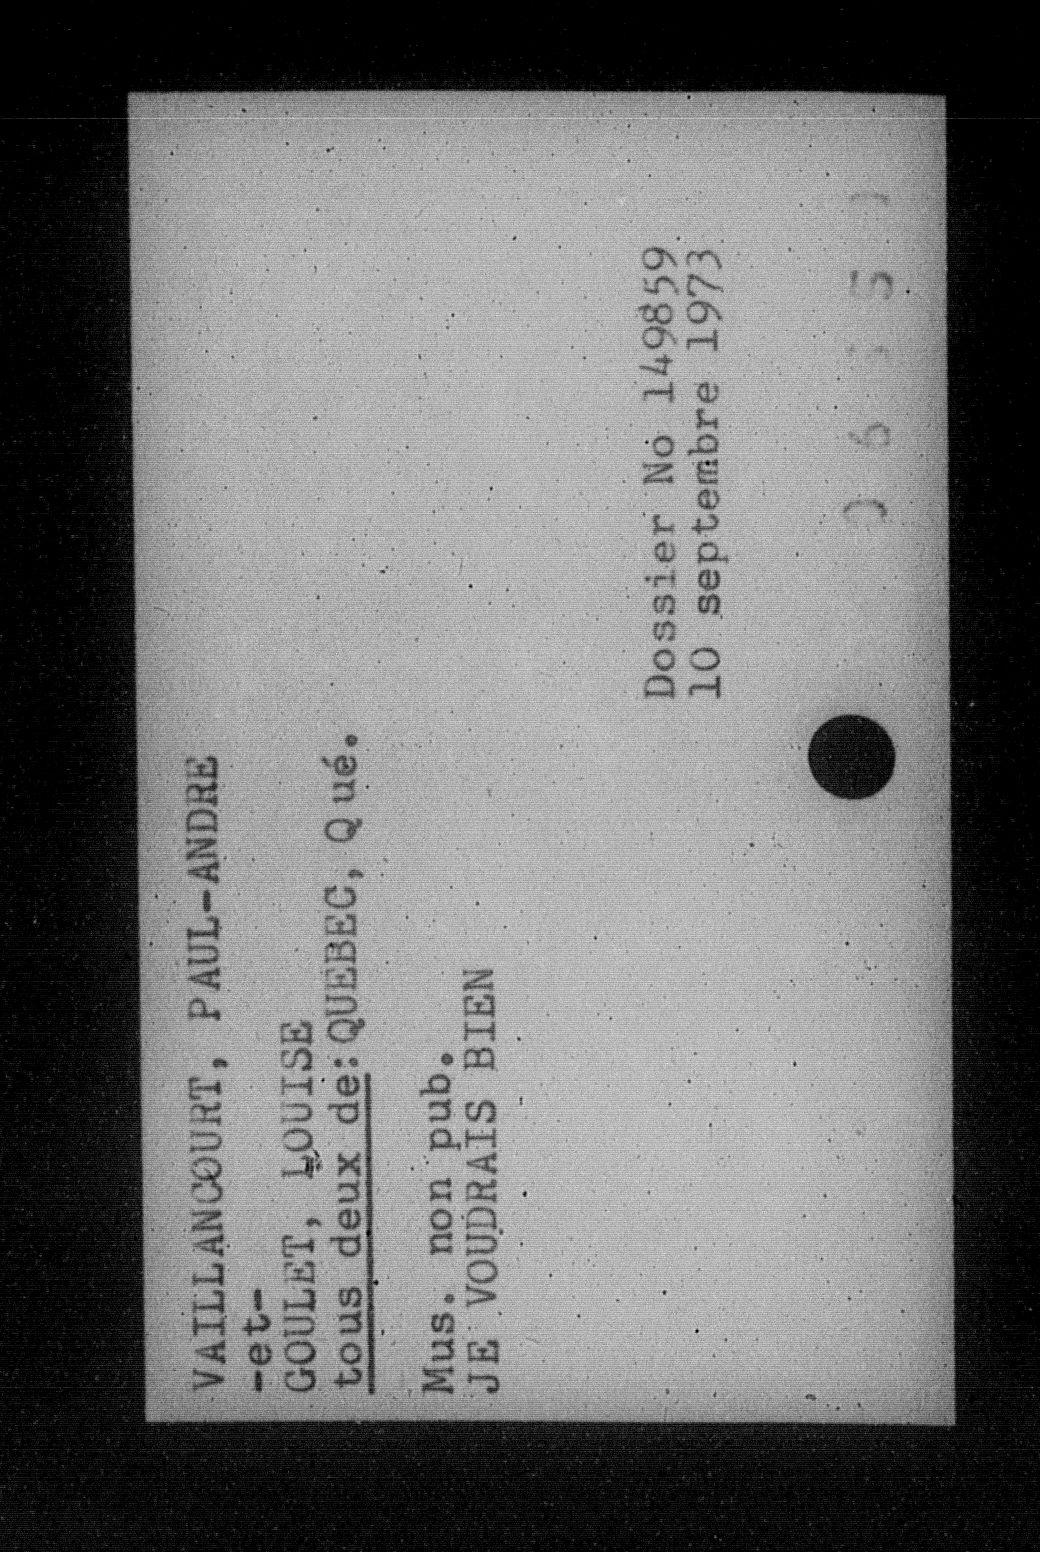 VAILLANCOURT, PAUL-ANDRE
-et-
GOULET, LOUISE
tous deux de: QUEBEC, Qué.
Mus. non pub.
JE VOUDRAIS BIEN
Dossier No 149859
10 septembre 1973